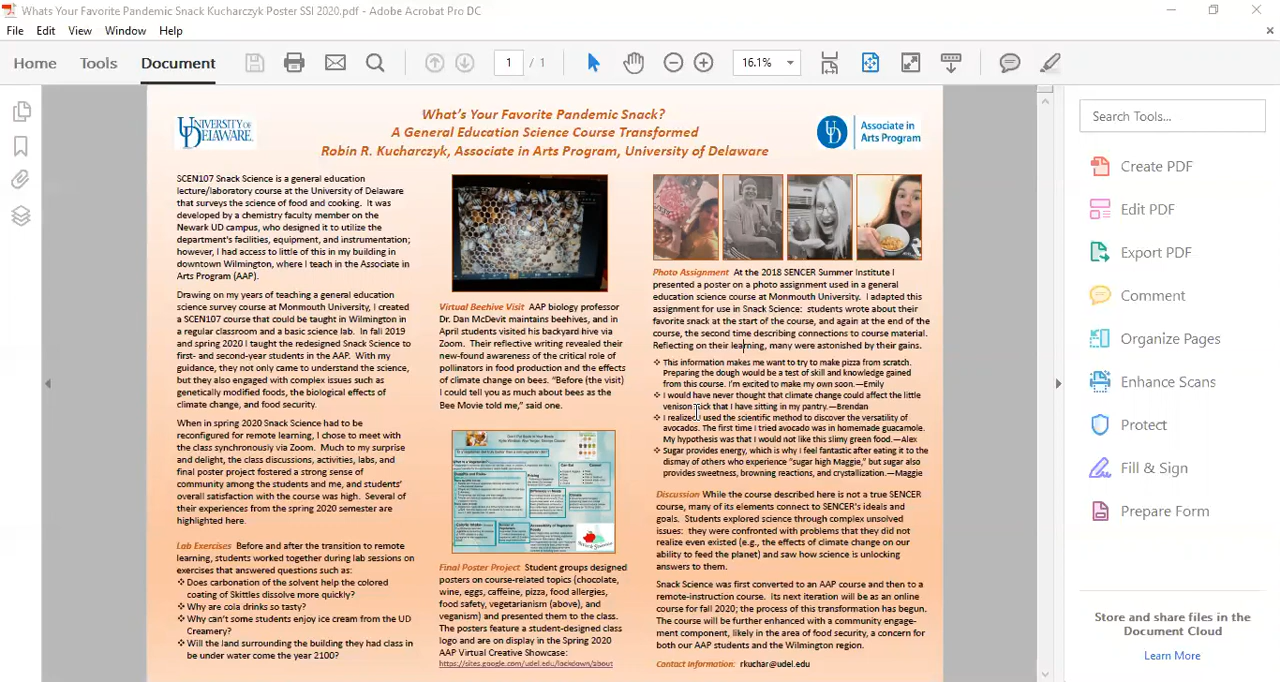 Whats Your Favorite Pandemic Snack Kucharczyk Poster SSI 2020.pdf - Adobe Acrobat Pro DC
File Edit View Window Help
Home Tools Document 1 / 1 16.1%
What's Your Favorite Pandemic Snack?
A General Education Science Course Transformed
Robin R. Kucharczyk, Associate in Arts Program, University of Delaware
UNIVERSITY OF
DELAWARE
UD Associate in
Arts Program
SCEN107 Snack Science is a general education
lecture/laboratory course at the University of Delaware
that surveys the science of food and cooking. It was
developed by a chemistry faculty member on the
Newark UD campus, who designed it to utilize the
department's facilities, equipment, and instrumentation;
however, I had access to little of this in my building in
downtown Wilmington, where I teach in the Associate in
Arts Program (AAP).
Drawing on my years of teaching a general education
science survey course at Monmouth University, I created
a SCEN107 course that could be taught in Wilmington in
a regular classroom and a basic science lab. In fall 2019
and spring 2020 I taught the redesigned Snack Science to
first- and second-year students in the AAP. With my
guidance, they not only came to understand the science,
but they also engaged with complex issues such as
genetically modified foods, the biological effects of
climate change, and food security.
When in spring 2020 Snack Science had to be
reconfigured for remote learning, I chose to meet with
the class synchronously via Zoom. Much to my surprise
and delight, the class discussions, activities, labs, and
final poster project fostered a strong sense of
community among the students and me, and students'
overall satisfaction with the course was high. Several of
their experiences from the spring 2020 semester are
highlighted here.
Lab Exercises Before and after the transition to remote
learning, students worked together during lab sessions on
exercises that answered questions such as:
❖ Does carbonation of the solvent help the colored
coating of Skittles dissolve more quickly?
❖ Why are cola drinks so tasty?
❖ Why can't some students enjoy ice cream from the UD
Creamery?
❖ Will the land surrounding the building they had class in
be under water come the year 2100?
Virtual Beehive Visit AAP biology professor
Dr. Dan McDevit maintains beehives, and in
April students visited his backyard hive via
Zoom. Their reflective writing revealed their
new-found awareness of the critical role of
pollinators in food production and the effects
of climate change on bees. "Before (the visit)
I could tell you as much about bees as the
Bee Movie told me," said one.
Final Poster Project Student groups designed
posters on course-related topics (chocolate,
wine, eggs, caffeine, pizza, food allergies,
food safety, vegetarianism (above), and
veganism) and presented them to the class.
The posters feature a student-designed class
logo and are on display in the Spring 2020
AAP Virtual Creative Showcase:
https://sites.google.com/udel.edu/lockdown/about
Photo Assignment At the 2018 SENCER Summer Institute I
presented a poster on a photo assignment used in a general
education science course at Monmouth University. I adapted this
assignment for use in Snack Science: students wrote about their
favorite snack at the start of the course, and again at the end of the
course, the second time describing connections to course material.
Reflecting on their learning, many were astonished by their gains.
❖ This information makes me want to try to make pizza from scratch.
Preparing the dough would be a test of skill and knowledge gained
from this course. I'm excited to make my own soon.—Emily
❖ I would have never thought that climate change could affect the little
venison stick that I have sitting in my pantry.—Brendan
❖ I realized I used the scientific method to discover the versatility of
avocados. The first time I tried avocado was in homemade guacamole.
My hypothesis was that I would not like this slimy green food.—Alex
❖ Sugar provides energy, which is why I feel fantastic after eating it to the
dismay of others who experience "sugar high Maggie," but sugar also
provides sweetness, browning reactions, and crystallization.—Maggie
Discussion While the course described here is not a true SENCER
course, many of its elements connect to SENCER's ideals and
goals. Students explored science through complex unsolved
issues: they were confronted with problems that they did not
realize even existed (e.g., the effects of climate change on our
ability to feed the planet) and saw how science is unlocking
answers to them.
Snack Science was first converted to an AAP course and then to a
remote-instruction course. Its next iteration will be as an online
course for fall 2020; the process of this transformation has begun.
The course will be further enhanced with a community engage-
ment component, likely in the area of food security, a concern for
both our AAP students and the Wilmington region.
Contact Information: rkuchar@udel.edu
Search Tools...
Create PDF
Edit PDF
Export PDF
Comment
Organize Pages
Enhance Scans
Protect
Fill & Sign
Prepare Form
Store and share files in the
Document Cloud
Learn More